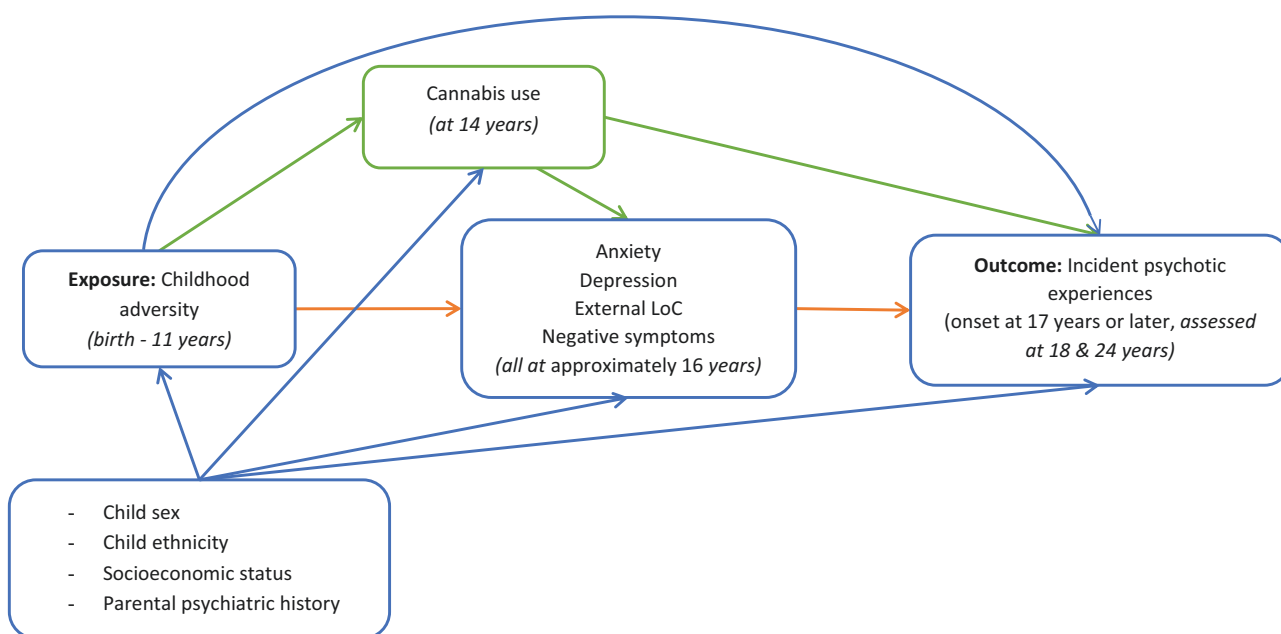 Cannabis use
(at 14 years)
Exposure: Childhood
adversity
(birth - 11 years)
Anxiety
Depression
External LoC
Negative symptoms
(all at approximately 16 years)
Outcome: Incident psychotic
experiences
(onset at 17 years or later, assessed
at 18 & 24 years)
- Child sex
- Child ethnicity
- Socioeconomic status
- Parental psychiatric history